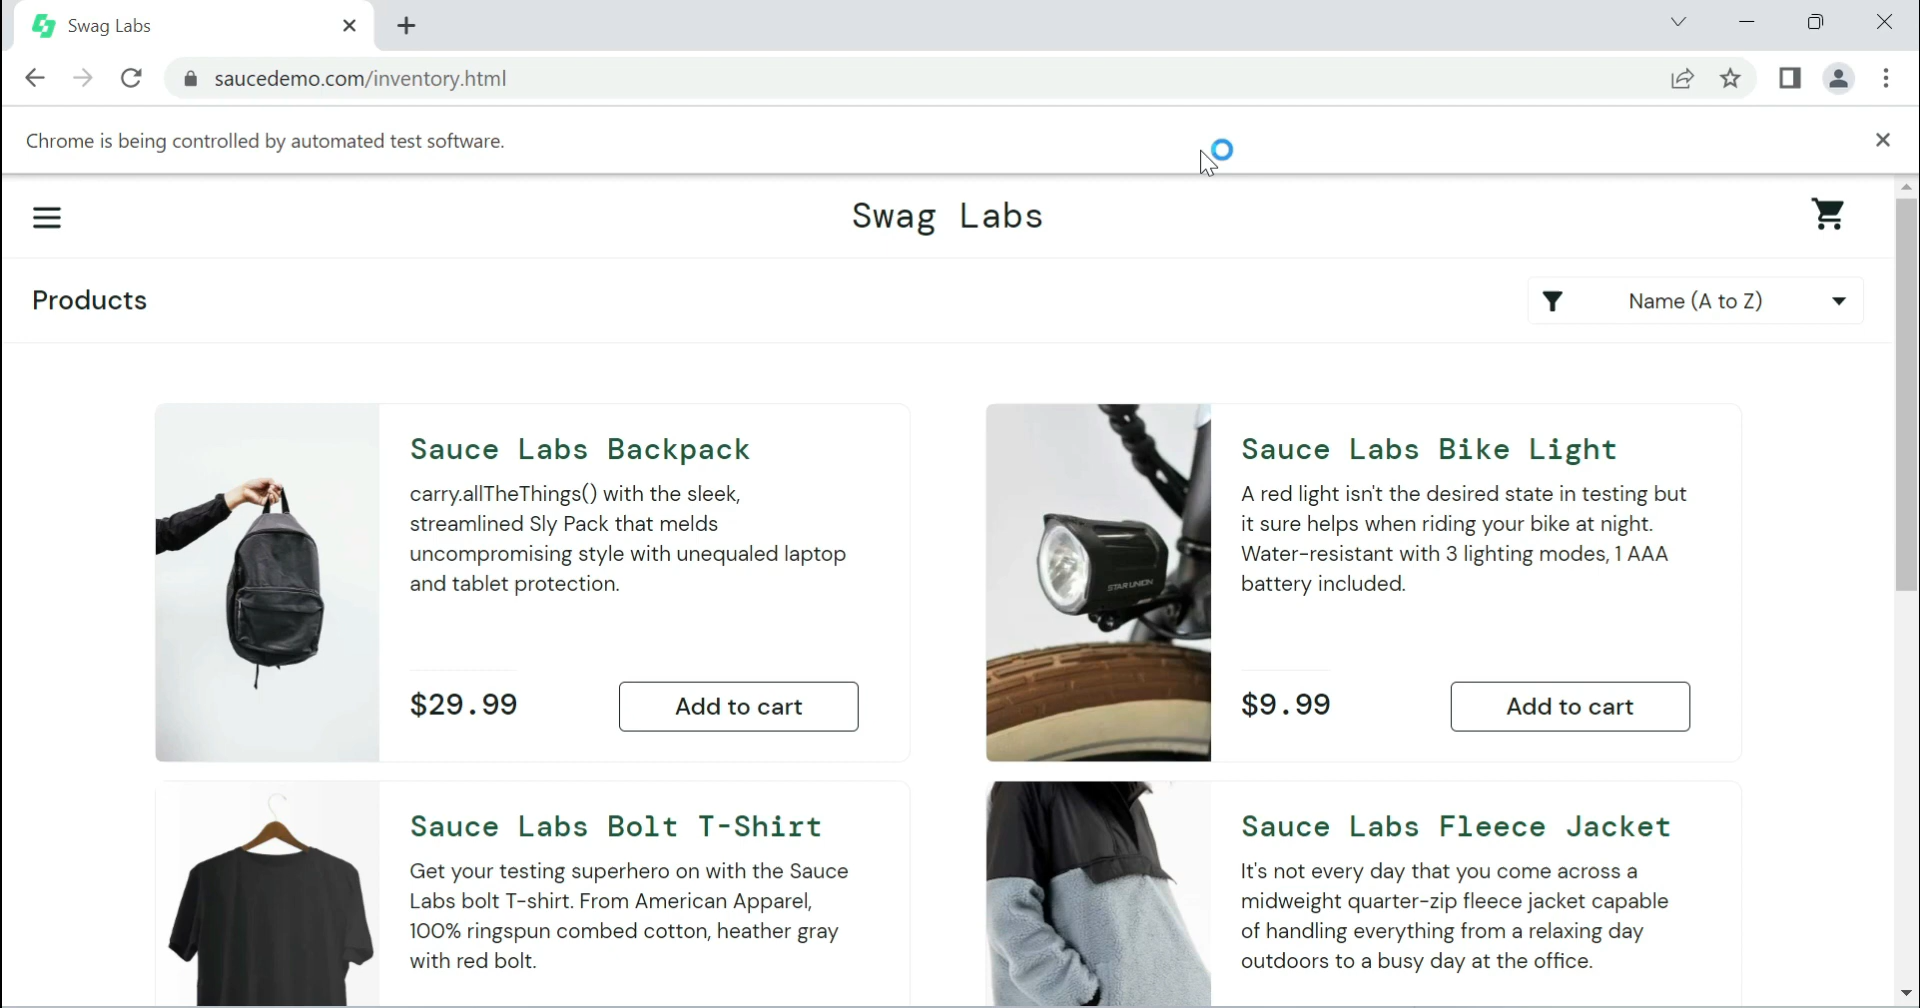 Swag Labs
saucedemo.com/inventory.html
Chrome is being controlled by automated test software.
Swag Labs
Products
Name (A to Z)
Sauce Labs Backpack
carry.allTheThings() with the sleek,
streamlined Sly Pack that melds
uncompromising style with unequaled laptop
and tablet protection.
$29.99
Add to cart
STAR UNION
Sauce Labs Bike Light
A red light isn't the desired state in testing but
it sure helps when riding your bike at night.
Water-resistant with 3 lighting modes, 1 AAA
battery included.
$9.99
Add to cart
Sauce Labs Bolt T-Shirt
Get your testing superhero on with the Sauce
Labs bolt T-shirt. From American Apparel,
100% ringspun combed cotton, heather gray
with red bolt.
Sauce Labs Fleece Jacket
It's not every day that you come across a
midweight quarter-zip fleece jacket capable
of handling everything from a relaxing day
outdoors to a busy day at the office.